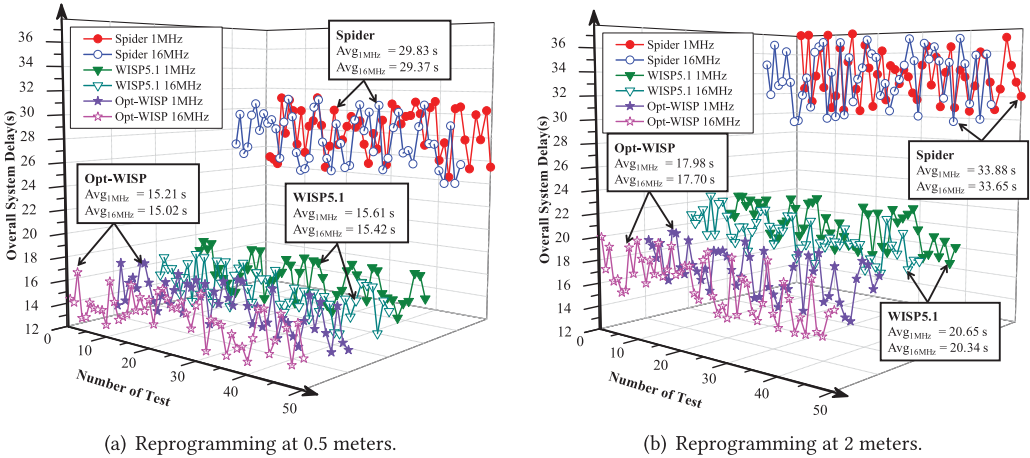 36
34
32
30
28
26
24
22
20
18
16
14
12
Overall System Delay(s)
Spider 1MHz
Spider 16MHz
WISP5.1 1MHz
WISP5.1 16MHz
Opt-WISP 1MHz
Opt-WISP 16MHz
Spider
Avg1MHz = 29.83 s
Avg16MHz = 29.37 s
Opt-WISP
Avg1MHz = 15.21 s
Avg16MHz = 15.02 s
WISP5.1
Avg1MHz = 15.61 s
Avg16MHz = 15.42 s
0
10
20
30
40
50
Number of Test
(a) Reprogramming at 0.5 meters.
36
34
32
30
28
26
24
22
20
18
16
14
12
Overall System Delay(s)
Spider 1MHz
Spider 16MHz
WISP5.1 1MHz
WISP5.1 16MHz
Opt-WISP 1MHz
Opt-WISP 16MHz
Opt-WISP
Avg1MHz = 17.98 s
Avg16MHz = 17.70 s
Spider
Avg1MHz = 33.88 s
Avg16MHz = 33.65 s
WISP5.1
Avg1MHz = 20.65 s
Avg16MHz = 20.34 s
0
10
20
30
40
50
Number of Test
(b) Reprogramming at 2 meters.